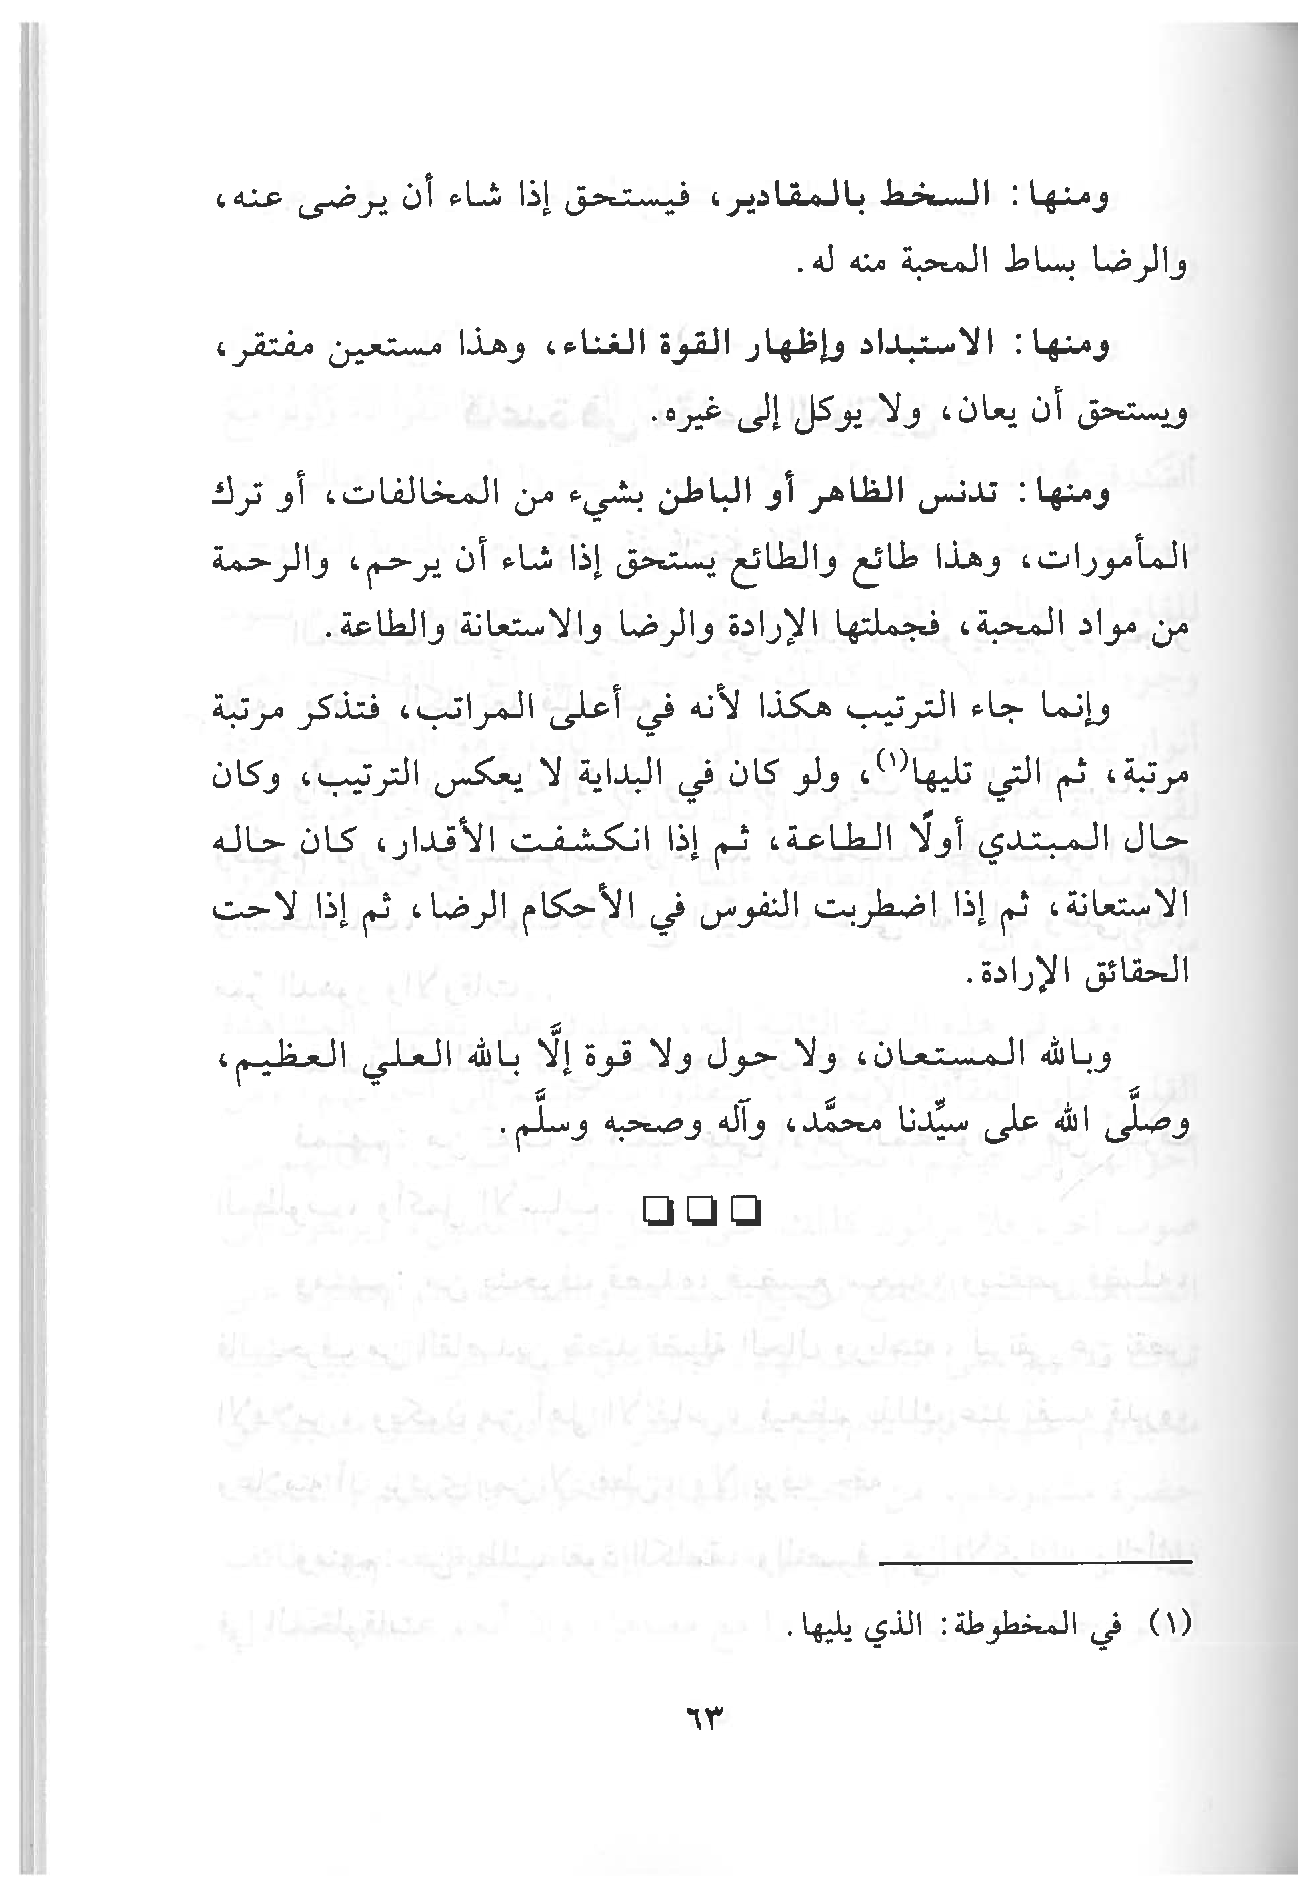 ومنها: السخط بالمقادير، فيستحق إذا شاء أن يرضى عنه،
والرضا بساط المحبة منه له.
ومنها: الاستبداد وإظهار القوة الغناء، وهذا مستعين مفتقر،
ويستحق أن يعان، ولا يوكل إلى غيره.
ومنها: تدنس الظاهر أو الباطن بشيء من المخالفات، أو ترك
المأمورات، وهذا طائع والطائع يستحق إذا شاء أن يرحم، والرحمة
من مواد المحبة، فجملتها الإرادة والرضا والاستعانة والطاعة.
وإنما جاء الترتيب هكذا لأنه في أعلى المراتب، فتذكر مرتبة
مرتبة، ثم التي تليها(١)، ولو كان في البداية لا يعكس الترتيب، وكان
حال المبتدي أولًا الطاعة، ثم إذا انكشفت الأقدار، كان حاله
الاستعانة، ثم إذا اضطربت النفوس في الأحكام الرضا، ثم إذا لاحت
الحقائق الإرادة.
وبالله المستعان، ولا حول ولا قوة إلَّا بالله العلي العظيم،
وصلَّى الله على سيِّدنا محمَّد، وآله وصحبه وسلَّم.
(١) في المخطوطة: الذي يليها.
٦٣